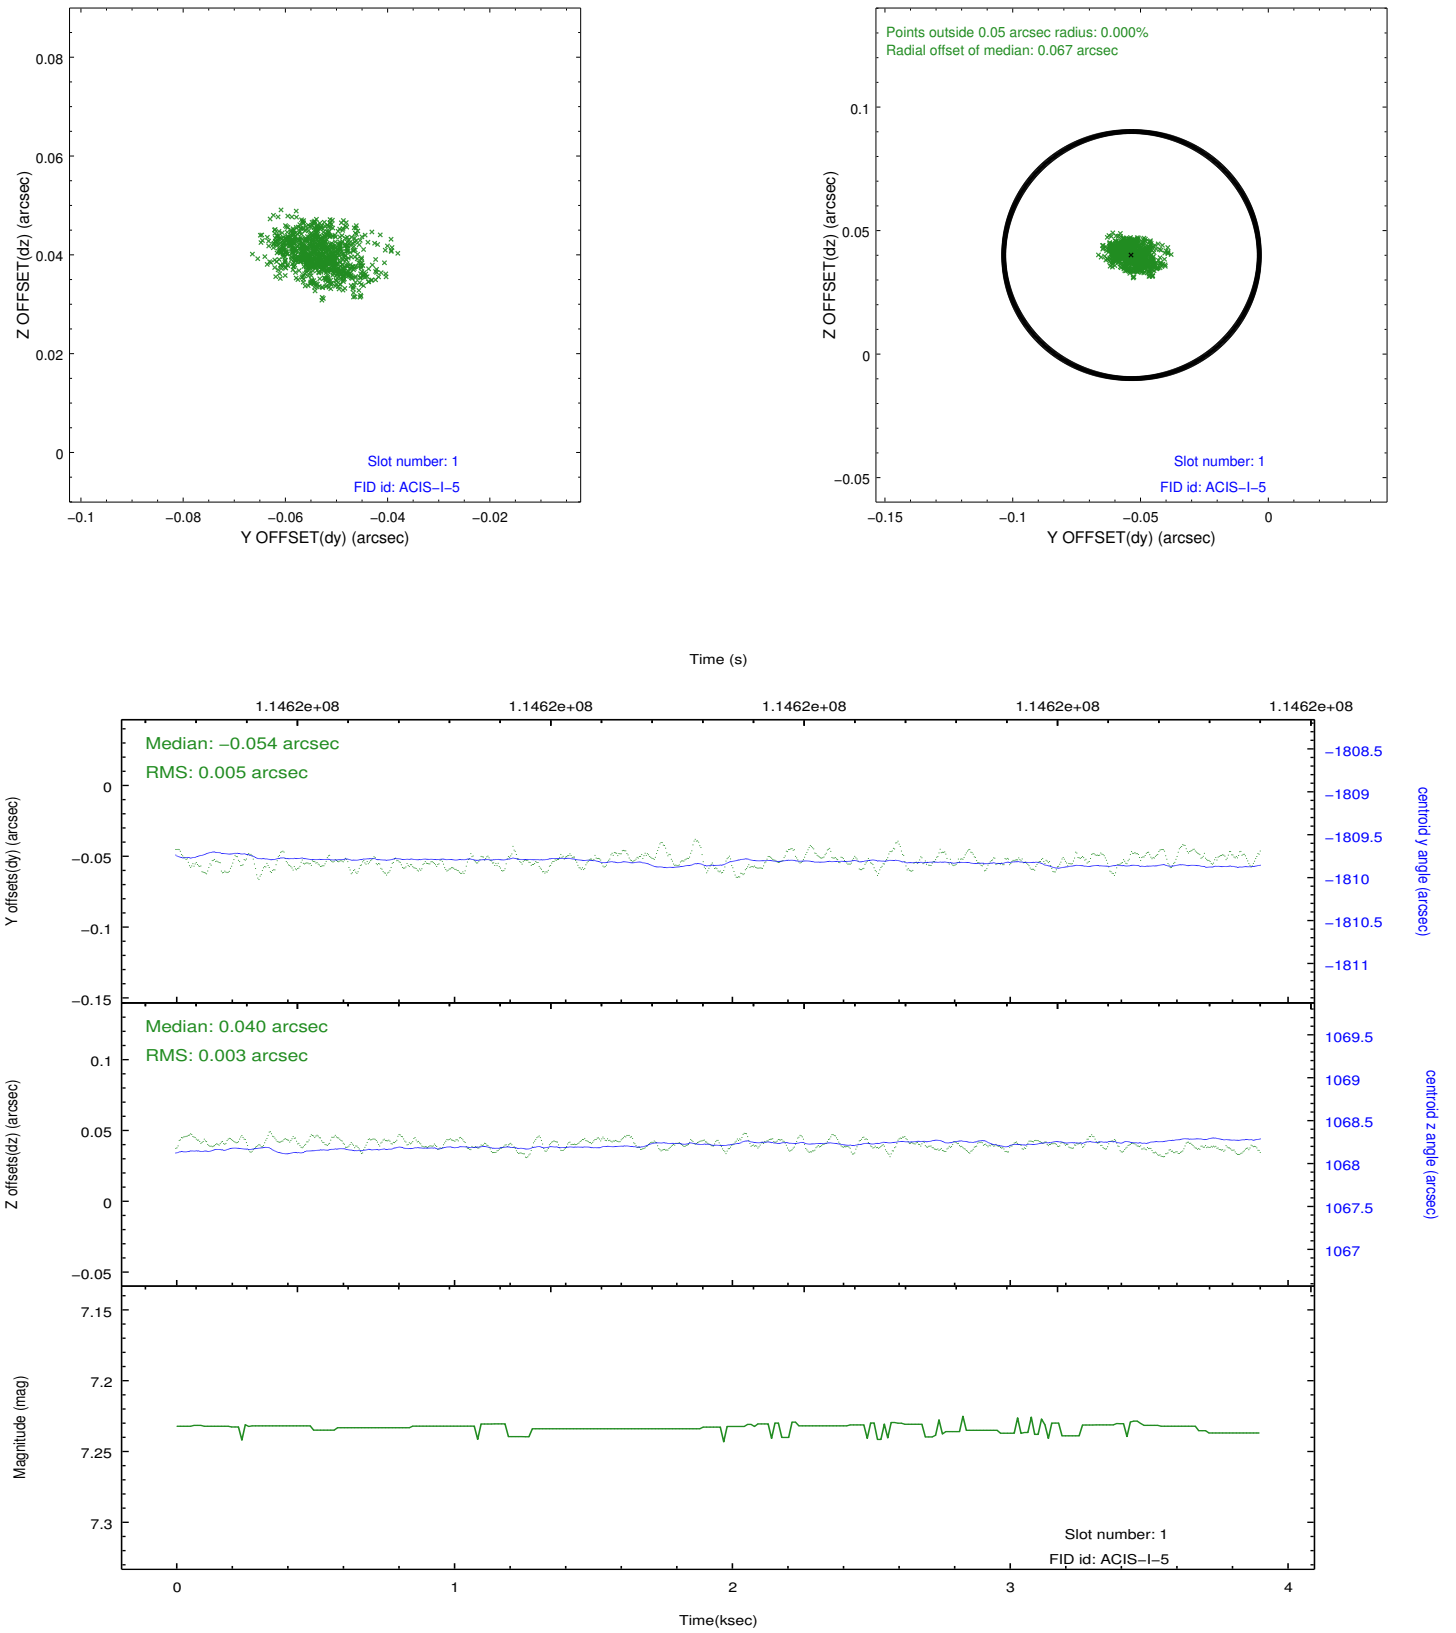 0.08
0.06
0.04
0.02
0
Z OFFSET(dz) (arcsec)
Slot number: 1
FID id: ACIS−I−5
−0.1
−0.08
−0.06
−0.04
−0.02
Y OFFSET(dy) (arcsec)
Points outside 0.05 arcsec radius: 0.000%
Radial offset of median: 0.067 arcsec
0.1
0.05
0
−0.05
Z OFFSET(dz) (arcsec)
Slot number: 1
FID id: ACIS−I−5
−0.15
−0.1
−0.05
0
Y OFFSET(dy) (arcsec)
Time (s)
1.1462e+08
1.1462e+08
1.1462e+08
1.1462e+08
1.1462e+08
Median: −0.054 arcsec
RMS: 0.005 arcsec
0
−0.05
−0.1
−0.15
Y offsets(dy) (arcsec)
−1808.5
−1809
−1809.5
−1810
−1810.5
−1811
centroid y angle (arcsec)
Median: 0.040 arcsec
RMS: 0.003 arcsec
0.1
0.05
0
−0.05
Z offsets(dz) (arcsec)
1069.5
1069
1068.5
1068
1067.5
1067
centroid z angle (arcsec)
7.15
7.2
7.25
7.3
Magnitude (mag)
Slot number: 1
FID id: ACIS−I−5
0
1
2
3
4
Time(ksec)